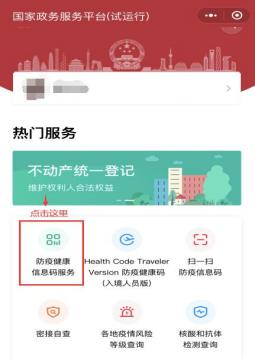 国家政务服务平台(试运行)
热门服务
不动产统一登记
维护权利人合法权益
点击这里
防疫健康
信息码服务
Health Code Traveler
Version 防疫健康码
(入境人员版)
扫一扫
防疫信息码
密接自查
各地疫情风险
等级查询
核酸和抗体
检测查询